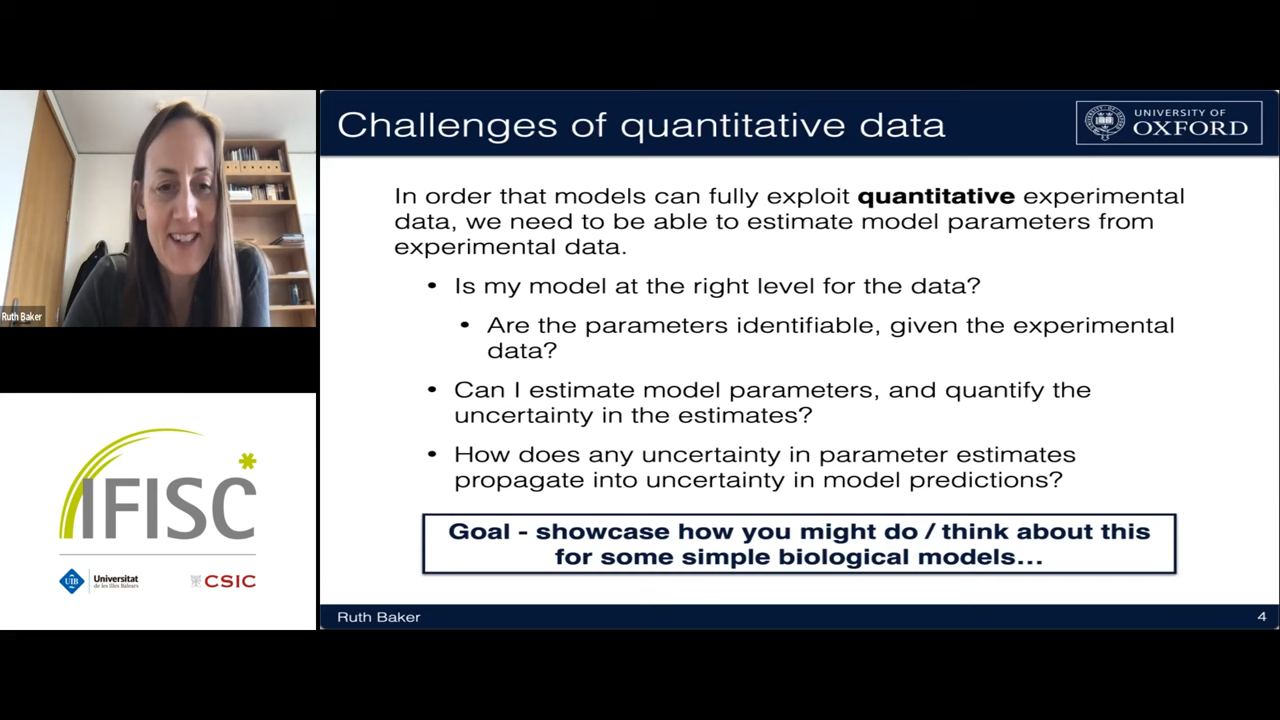 Challenges of quantitative data
UNIVERSITY OF
OXFORD
In order that models can fully exploit quantitative experimental
data, we need to be able to estimate model parameters from
experimental data.
• Is my model at the right level for the data?
• Are the parameters identifiable, given the experimental
data?
• Can I estimate model parameters, and quantify the
uncertainty in the estimates?
• How does any uncertainty in parameter estimates
propagate into uncertainty in model predictions?
Goal - showcase how you might do / think about this
for some simple biological models...
Ruth Baker
4
Ruth Baker
IFISC
UIB
Universitat
de les Illes Balears
CSIC